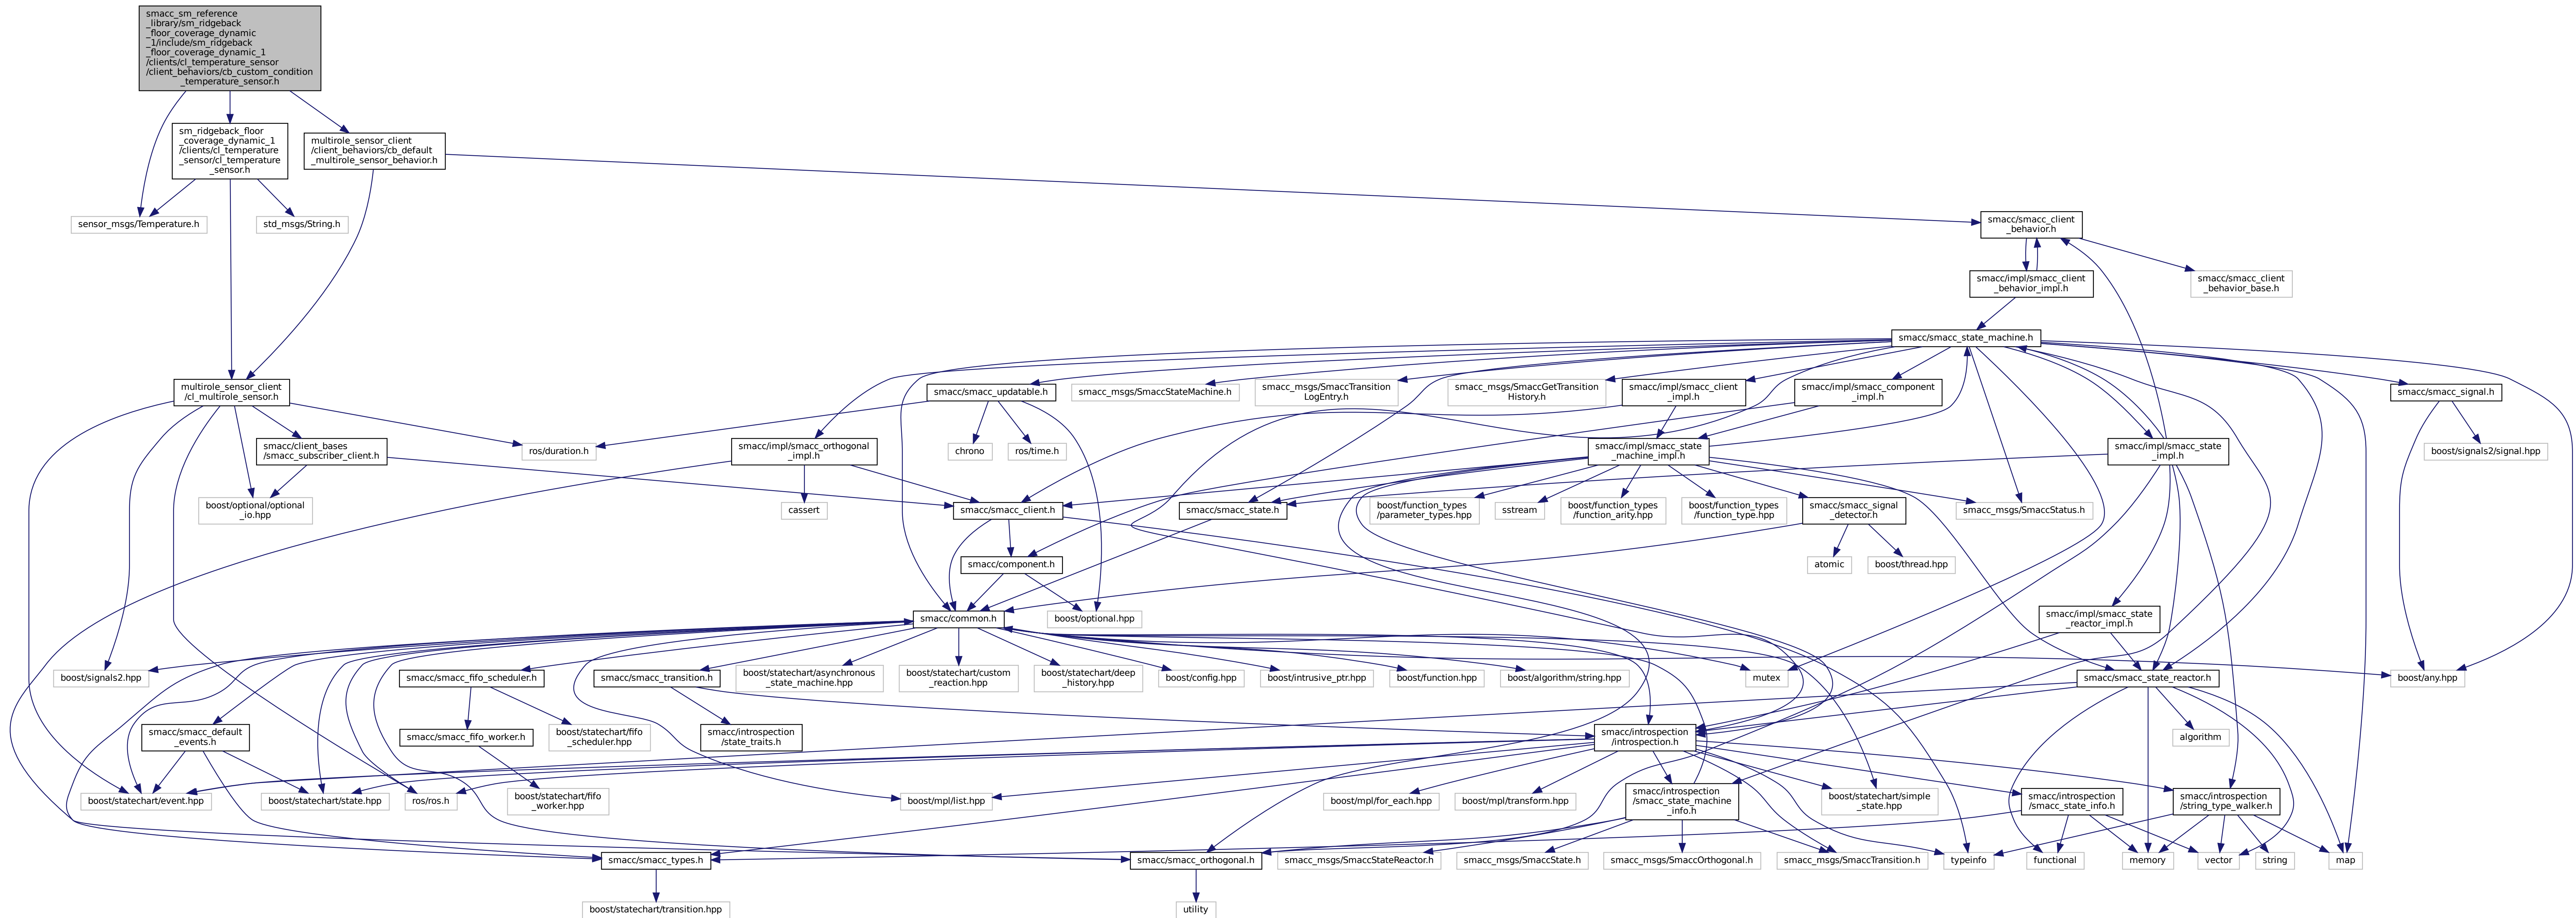 smacc_sm_reference
_library/sm_ridgeback
_floor_coverage_dynamic
_1/include/sm_ridgeback
_floor_coverage_dynamic_1
/clients/cl_temperature_sensor
/client_behaviors/cb_custom_condition
_temperature_sensor.h
sm_ridgeback_floor
_coverage_dynamic_1
/clients/cl_temperature
_sensor/cl_temperature
_sensor.h
multirole_sensor_client
/client_behaviors/cb_default
_multirole_sensor_behavior.h
sensor_msgs/Temperature.h
std_msgs/String.h
smacc/smacc_client
_behavior.h
smacc/impl/smacc_client
_behavior_impl.h
smacc/smacc_client
_behavior_base.h
smacc/smacc_state_machine.h
multirole_sensor_client
/cl_multirole_sensor.h
smacc/smacc_updatable.h
smacc_msgs/SmaccStateMachine.h
smacc_msgs/SmaccTransition
LogEntry.h
smacc_msgs/SmaccGetTransition
History.h
smacc/impl/smacc_client
_impl.h
smacc/impl/smacc_component
_impl.h
smacc/smacc_signal.h
smacc/client_bases
/smacc_subscriber_client.h
ros/duration.h
smacc/impl/smacc_orthogonal
_impl.h
chrono
ros/time.h
smacc/impl/smacc_state
_machine_impl.h
smacc/impl/smacc_state
_impl.h
boost/signals2/signal.hpp
boost/optional/optional
_io.hpp
cassert
smacc/smacc_client.h
smacc/smacc_state.h
boost/function_types
/parameter_types.hpp
sstream
boost/function_types
/function_arity.hpp
boost/function_types
/function_type.hpp
smacc/smacc_signal
_detector.h
smacc_msgs/SmaccStatus.h
smacc/component.h
atomic
boost/thread.hpp
smacc/common.h
boost/optional.hpp
smacc/impl/smacc_state
_reactor_impl.h
boost/signals2.hpp
smacc/smacc_fifo_scheduler.h
smacc/smacc_transition.h
boost/statechart/asynchronous
_state_machine.hpp
boost/statechart/custom
_reaction.hpp
boost/statechart/deep
_history.hpp
boost/config.hpp
boost/intrusive_ptr.hpp
boost/function.hpp
boost/algorithm/string.hpp
mutex
smacc/smacc_state_reactor.h
boost/any.hpp
smacc/smacc_default
_events.h
smacc/smacc_fifo_worker.h
boost/statechart/fifo
_scheduler.hpp
smacc/introspection
/state_traits.h
smacc/introspection
/introspection.h
algorithm
boost/statechart/event.hpp
boost/statechart/state.hpp
ros/ros.h
boost/statechart/fifo
_worker.hpp
boost/mpl/list.hpp
boost/mpl/for_each.hpp
boost/mpl/transform.hpp
smacc/introspection
/smacc_state_machine
_info.h
boost/statechart/simple
_state.hpp
smacc/introspection
/smacc_state_info.h
smacc/introspection
/string_type_walker.h
smacc/smacc_types.h
smacc/smacc_orthogonal.h
smacc_msgs/SmaccStateReactor.h
smacc_msgs/SmaccState.h
smacc_msgs/SmaccOrthogonal.h
smacc_msgs/SmaccTransition.h
typeinfo
functional
memory
vector
string
map
boost/statechart/transition.hpp
utility